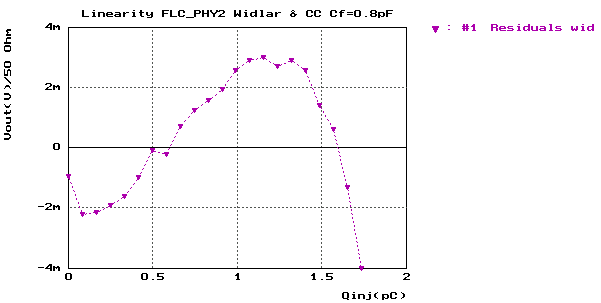 Linearity FLC_PHY2 Widlar & CC Cf=0.8pF
: #1 Residuals wid
Vout(V)/50 Ohm
4m
2m
0
-2m
-4m
0 0.5 1 1.5 2
Qinj(pC)